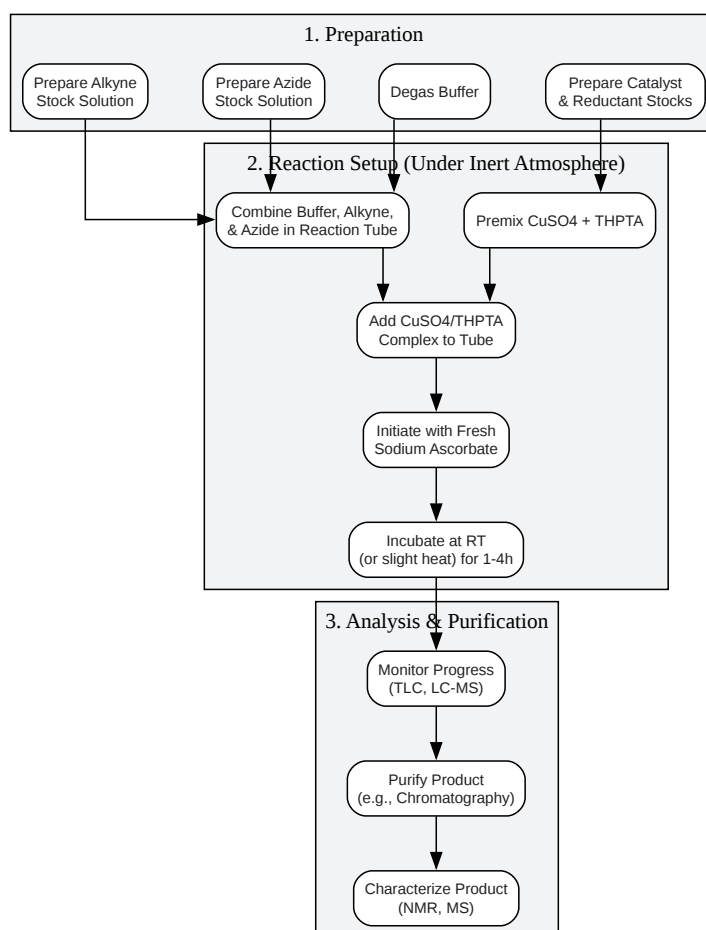 1. Preparation
Prepare Alkyne
Stock Solution
Prepare Azide
Stock Solution
Degas Buffer
Prepare Catalyst
& Reductant Stocks
2. Reaction Setup (Under Inert Atmosphere)
Combine Buffer, Alkyne,
& Azide in Reaction Tube
Premix CuSO4 + THPTA
Add CuSO4/THPTA
Complex to Tube
Initiate with Fresh
Sodium Ascorbate
Incubate at RT
(or slight heat) for 1-4h
3. Analysis & Purification
Monitor Progress
(TLC, LC-MS)
Purify Product
(e.g., Chromatography)
Characterize Product
(NMR, MS)